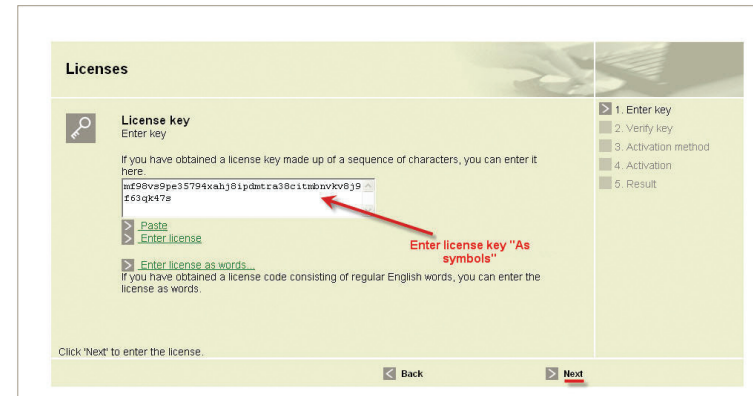 Licenses
License key
Enter key
If you have obtained a license key made up of a sequence of characters, you can enter it
here.
mf98vs9pe35794xahj8ipdmtra38citmbnvkv8j9
f63qk47s
Paste
Enter license
Enter license key "As
symbols"
Enter license as words...
If you have obtained a license code consisting of regular English words, you can enter the
license as words.
Click 'Next' to enter the license.
Back
Next
1. Enter key
2. Verify key
3. Activation method
4. Activation
5. Result